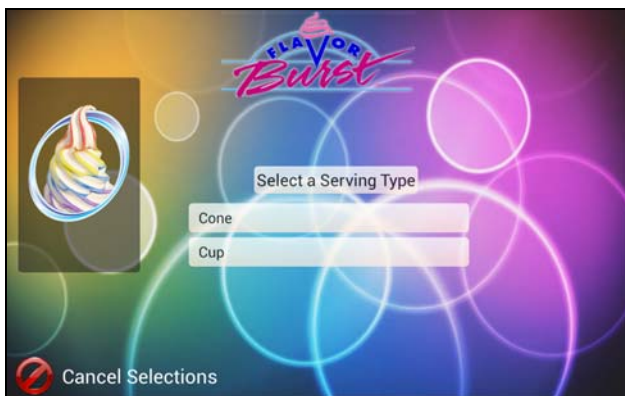 FLAVOR
Burst
Select a Serving Type
Cone
Cup
Cancel Selections